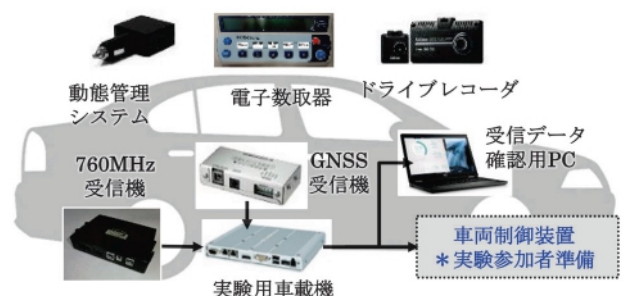 動態管理
システム
電子数取器
ドライブレコーダ
760MHz
受信機
GNSS
受信機
受信データ
確認用PC
車両制御装置
*実験参加者準備
実験用車載機